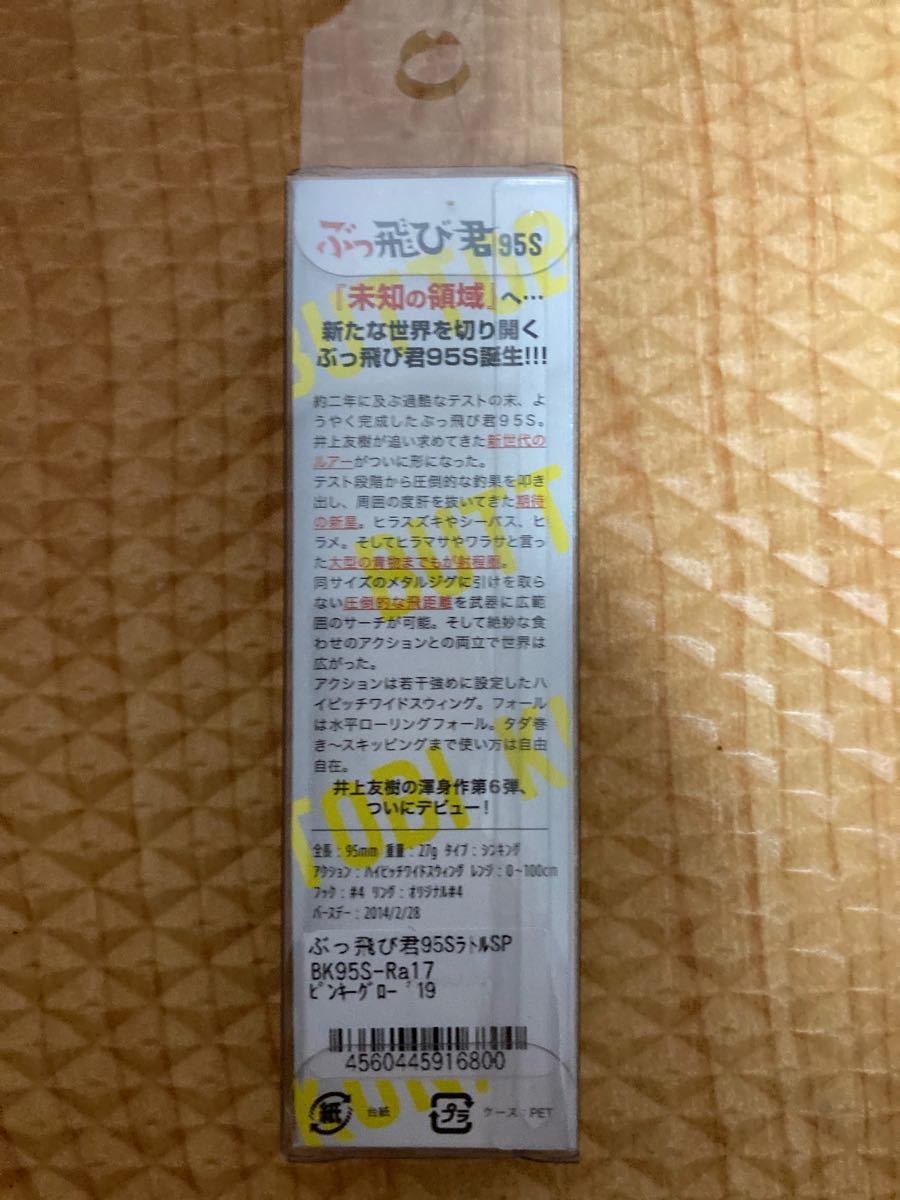 ぶっ飛び君95S
『未知の領域』へ…
新たな世界を切り開く
ぶっ飛び君95S誕生!!!
約二年に及ぶ過酷なテストの末、よ
うやく完成したぶっ飛び君95S。
井上友樹が追い求めてきた新世代の
ルアーがついに形になった。
テスト段階から圧倒的な釣果を叩き
出し、周囲の度肝を抜いてきた期待
の新星。ヒラスズキやシーバス、ヒ
ラメ。そしてヒラマサやワラサと言っ
た大型の青物までもが射程圏。
同サイズのメタルジグに引けを取ら
ない圧倒的な飛距離を武器に広範
囲のサーチが可能。そして絶妙な食
わせのアクションとの両立で世界は
広がった。
アクションは若干強めに設定したハ
イピッチワイドスウィング。フォール
は水平ローリングフォール。タダ巻
き〜スキッピングまで使い方は自由
自在。
井上友樹の渾身作第6弾、
ついにデビュー!
全長:95mm 重量:27g タイプ:シンキング
アクション:ハイピッチワイドスウィング レンジ:0〜100cm
フック:#4 リング:オリジナル#4
バースデー:2014/2/28
ぶっ飛び君95SラトルSP
BK95S-Ra17
ピンキーグロー '19
4560445916800
紙 台紙 プラ ケース:PET